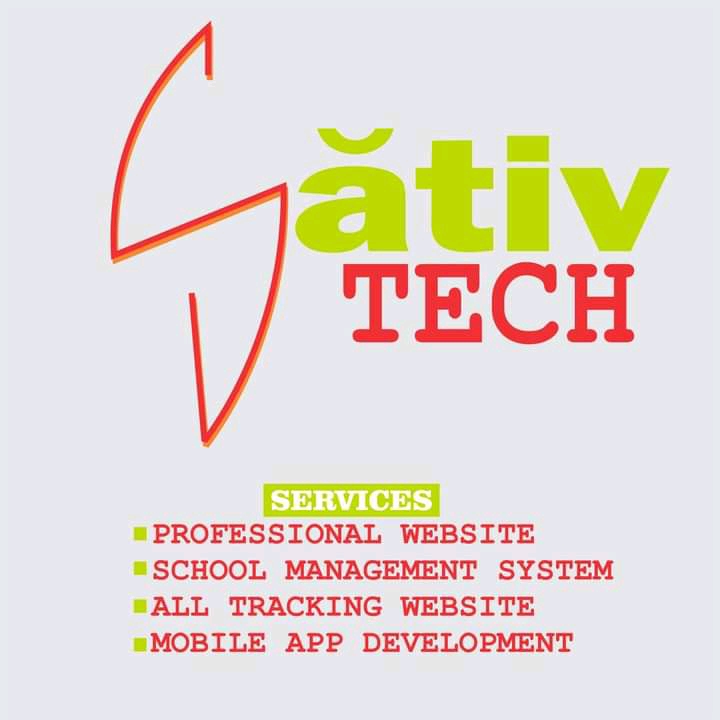 Sătiv
TECH
SERVICES
PROFESSIONAL WEBSITE
SCHOOL MANAGEMENT SYSTEM
ALL TRACKING WEBSITE
MOBILE APP DEVELOPMENT